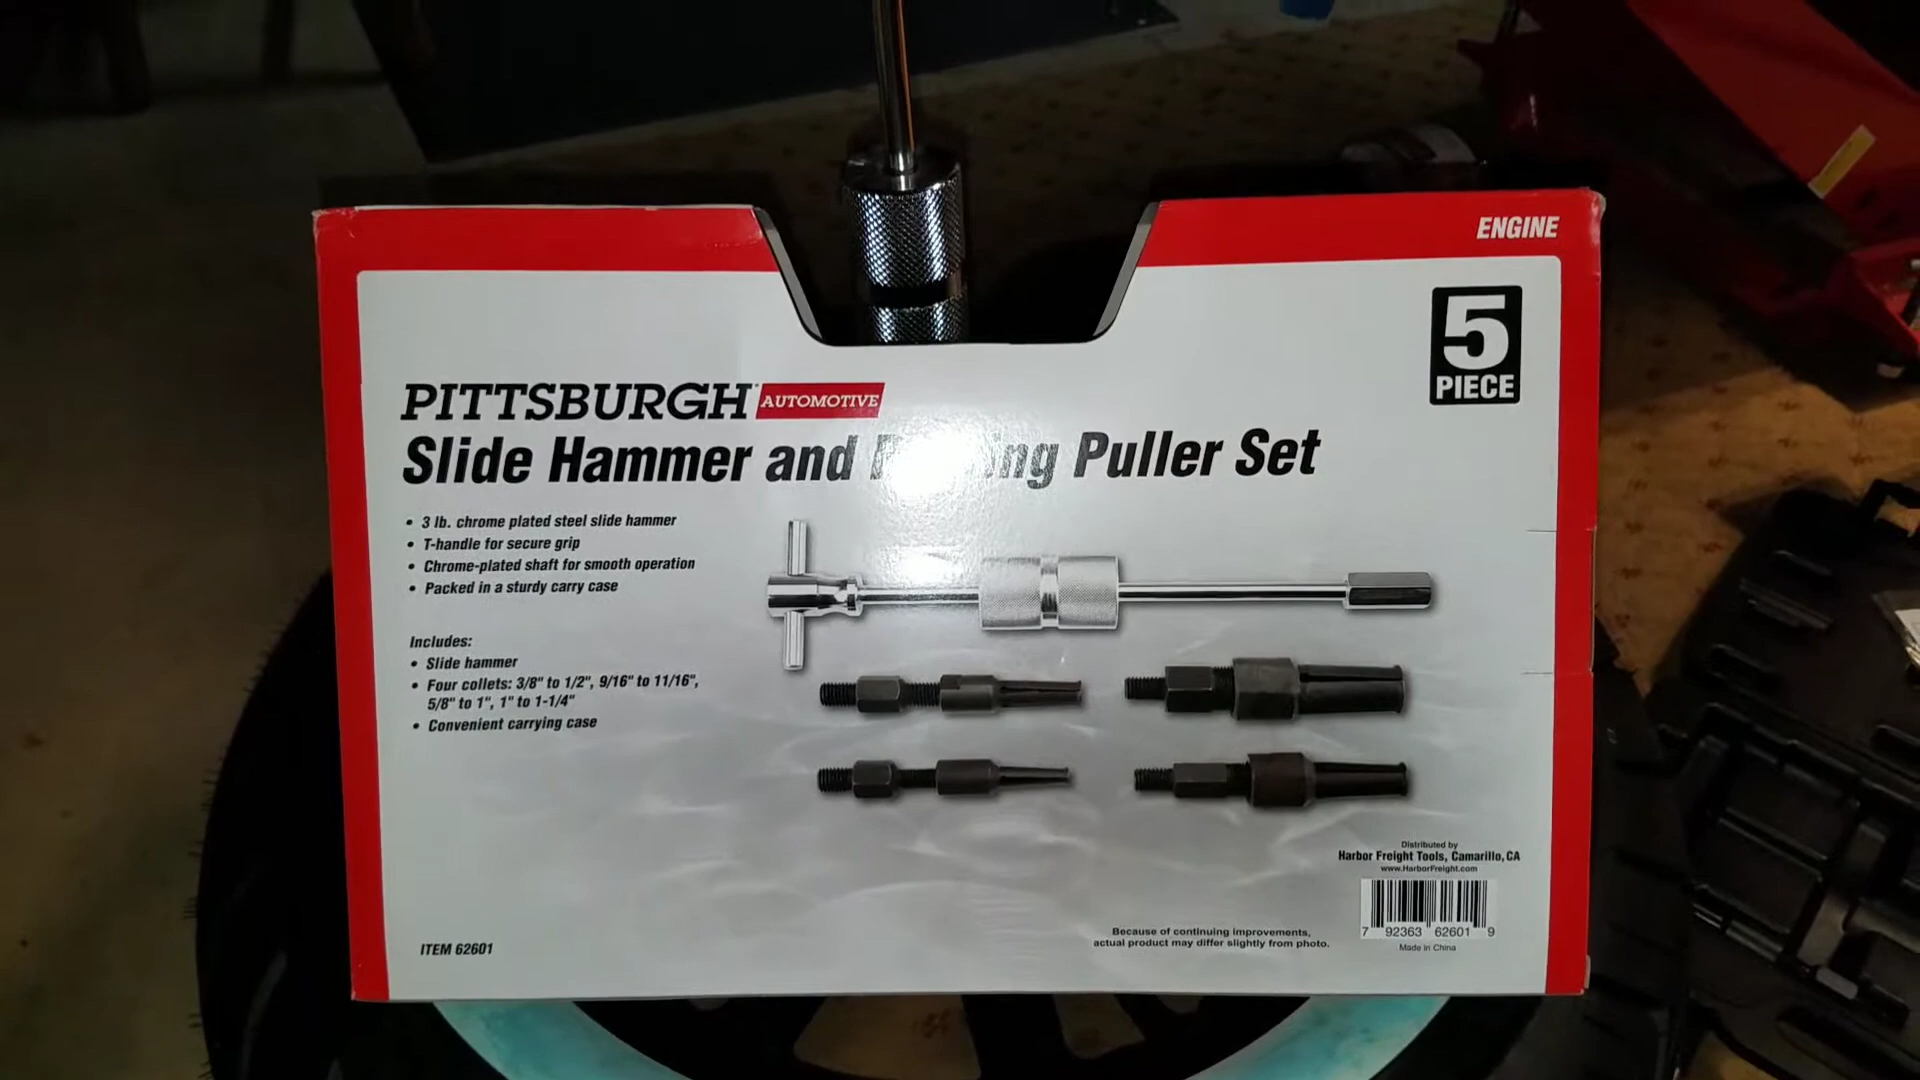 ENGINE
5
PIECE
PITTSBURGH AUTOMOTIVE
Slide Hammer and Puller Set
• 3 lb. chrome plated steel slide hammer
• T-handle for secure grip
• Chrome-plated shaft for smooth operation
• Packed in a sturdy carry case
Includes:
• Slide hammer
• Four collets: 3/8" to 1/2", 9/16" to 11/16",
5/8" to 1", 1" to 1-1/4"
• Convenient carrying case
Distributed by
Harbor Freight Tools, Camarillo, CA
www.HarborFreight.com
Because of continuing improvements,
actual product may differ slightly from photo.
7 92363 62601 9
Made in China
ITEM 62601